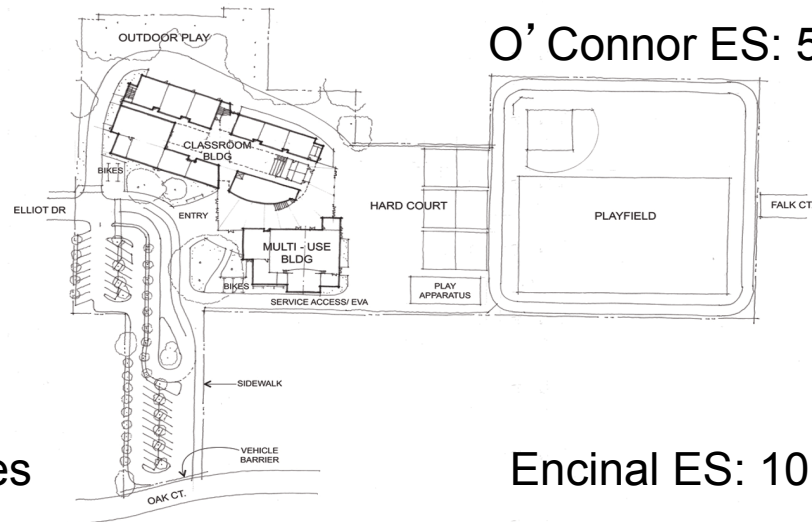 O’ Connor ES: 5
OUTDOOR PLAY
CLASSROOM
BLDG
BIKES
ELLIOT DR
ENTRY
HARD COURT
PLAYFIELD
FALK CT
MULTI - USE
BLDG
BIKES
PLAY
APPARATUS
SERVICE ACCESS/ EVA
SIDEWALK
VEHICLE
BARRIER
OAK CT.
es
Encinal ES: 10